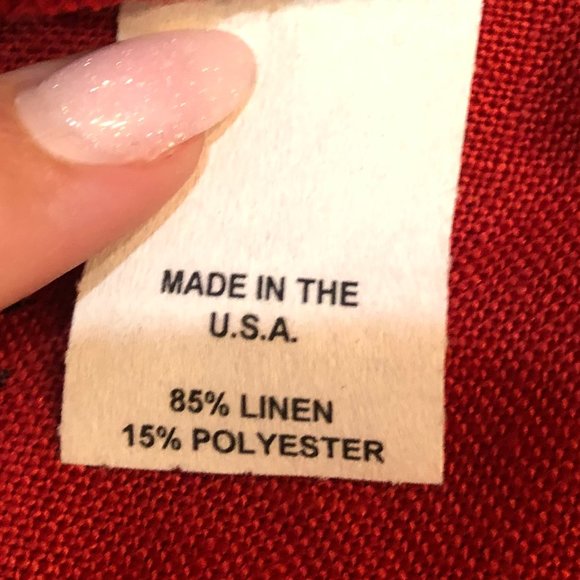 MADE IN THE
U.S.A.
85% LINEN
15% POLYESTER